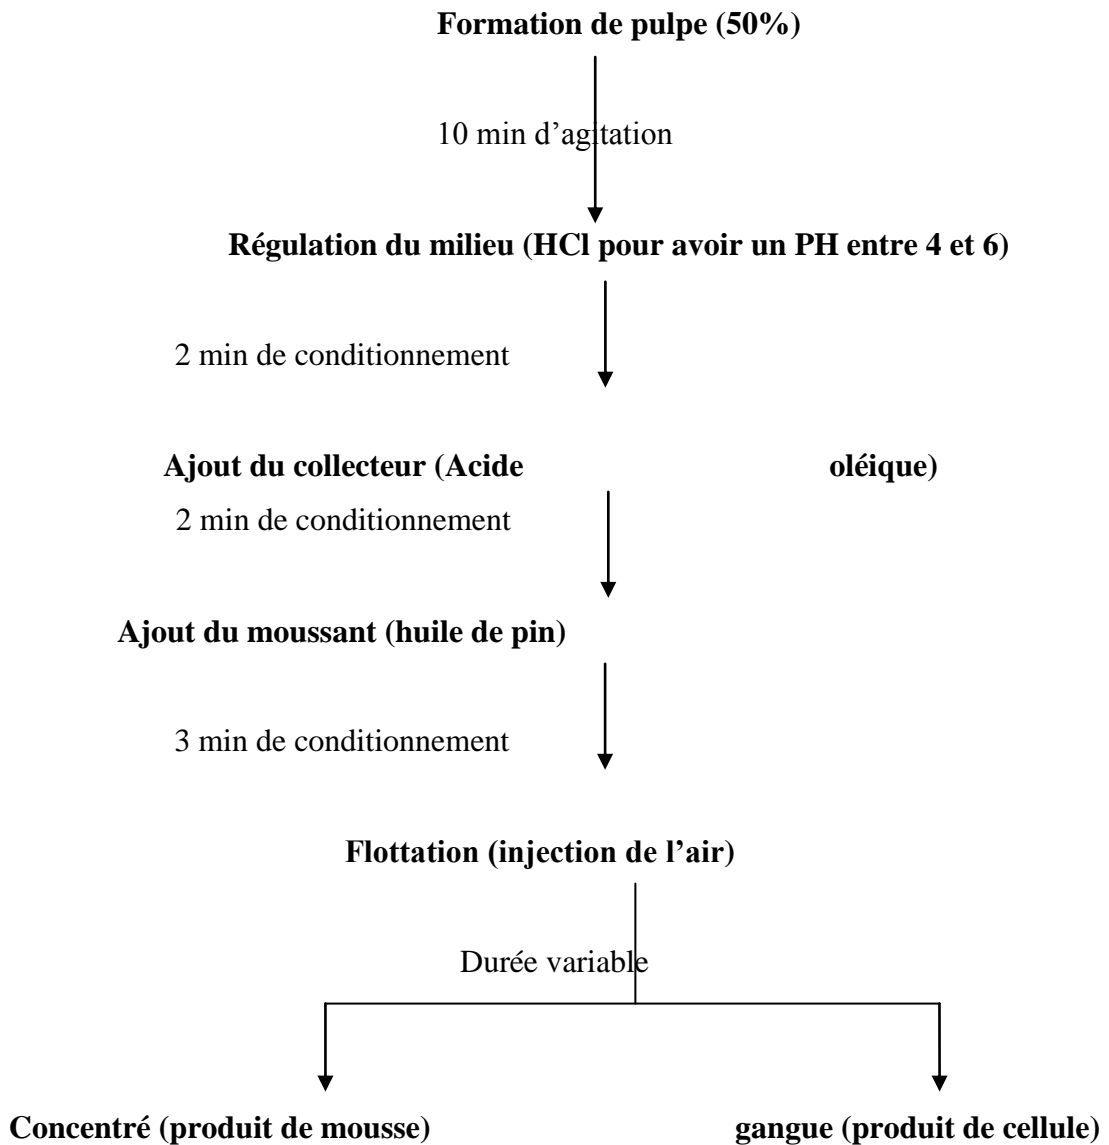 Formation de pulpe (50%)
10 min d’agitation
Régulation du milieu (HCl pour avoir un PH entre 4 et 6)
2 min de conditionnement
Ajout du collecteur (Acide oléique)
2 min de conditionnement
Ajout du moussant (huile de pin)
3 min de conditionnement
Flottation (injection de l’air)
Durée variable
Concentré (produit de mousse) gangue (produit de cellule)